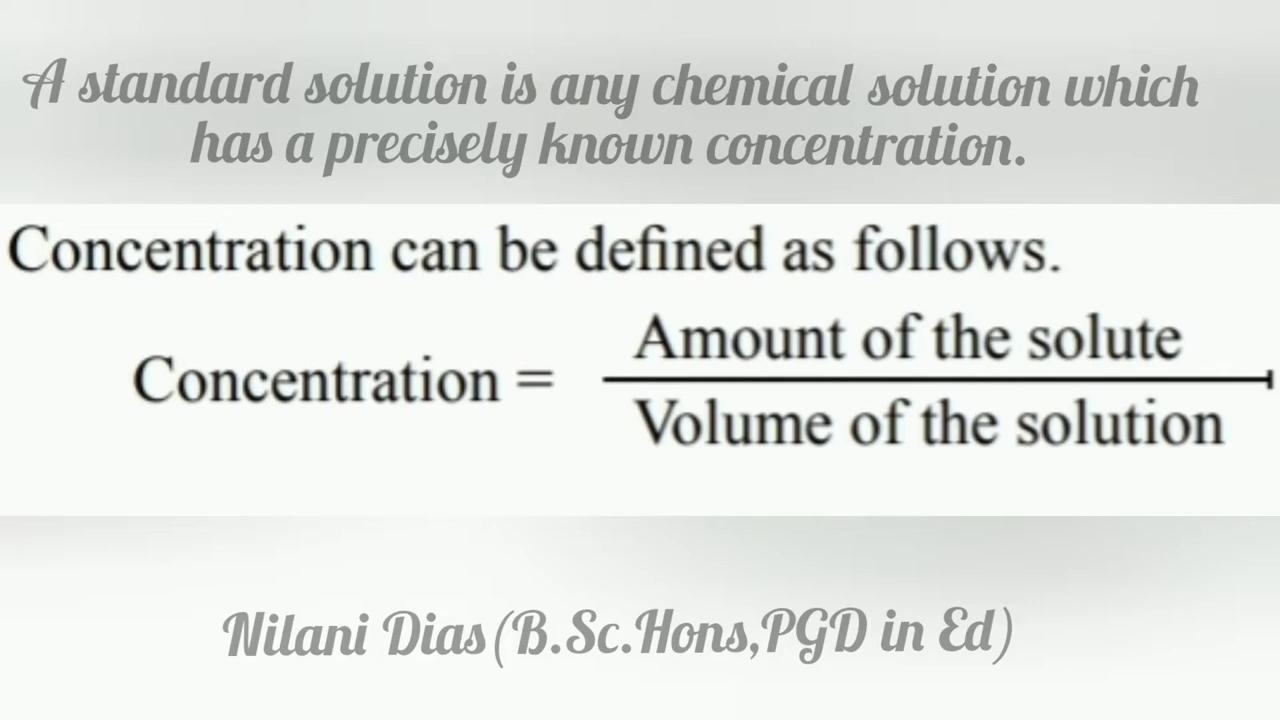 A standard solution is any chemical solution which
has a precisely known concentration.
Concentration can be defined as follows.
Amount of the solute
Concentration =
Volume of the solution
Nilani Dias(B.Sc.Hons,PGD in Ed)